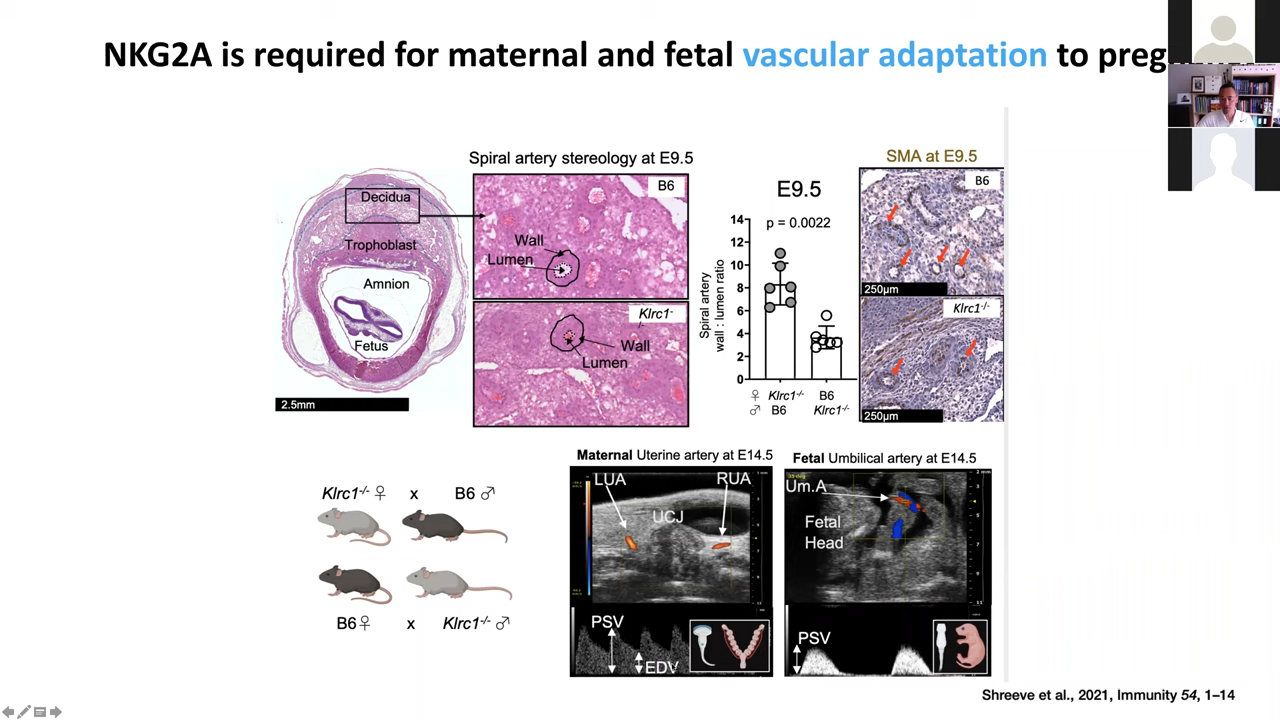 NKG2A is required for maternal and fetal vascular adaptation to preg
Spiral artery stereology at E9.5
B6
Wall
Lumen
Klrc1-
Wall
Lumen
Decidua
Trophoblast
Amnion
Fetus
2.5mm
E9.5
p = 0.0022
Spiral artery
wall : lumen ratio
14
12
10
8
6
4
2
0
♀ Klrc1-/- B6
♂ B6 Klrc1-/-
SMA at E9.5
B6
250µm
Klrc1-/-
250µm
Klrc1-/- ♀ x B6 ♂
B6♀ x Klrc1-/- ♂
Maternal Uterine artery at E14.5
LUA
RUA
UCJ
PSV
EDV
Fetal Umbilical artery at E14.5
Um.A
Fetal
Head
PSV
Shreeve et al., 2021, Immunity 54, 1–14